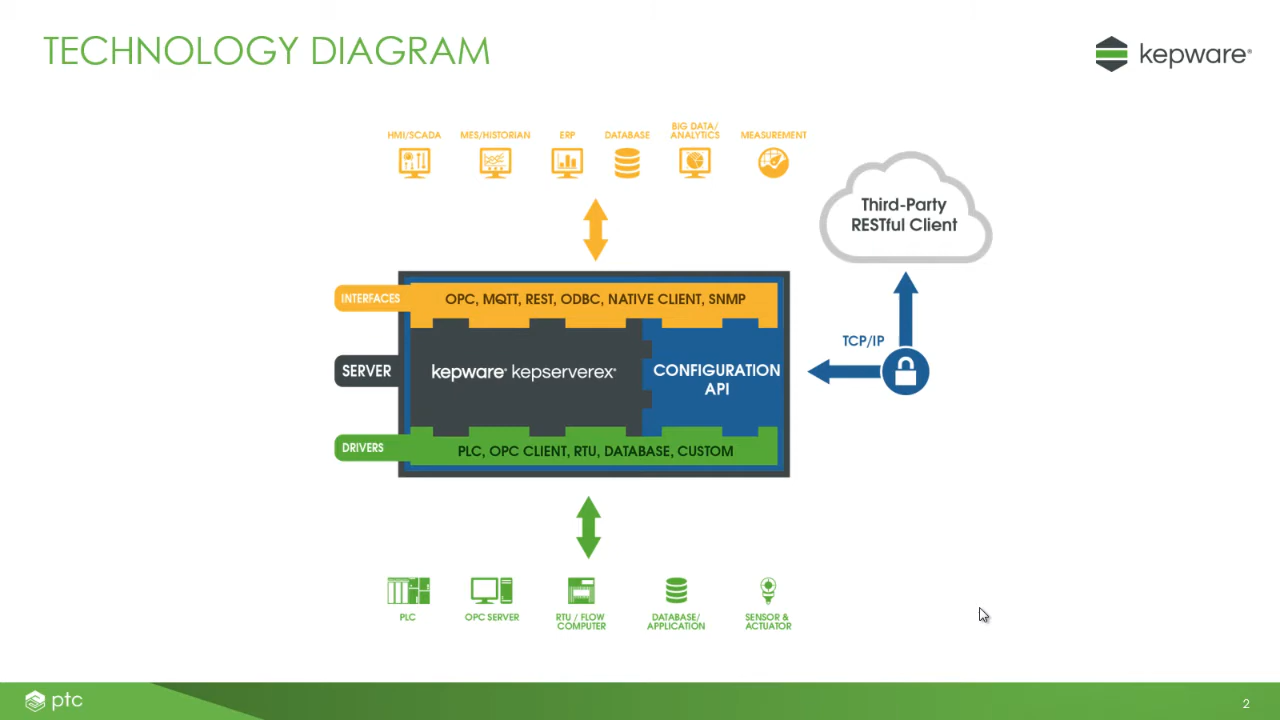 TECHNOLOGY DIAGRAM
kepware®
HMI/SCADA
MES/HISTORIAN
ERP
DATABASE
BIG DATA/
ANALYTICS
MEASUREMENT
Third-Party
RESTful Client
INTERFACES
OPC, MQTT, REST, ODBC, NATIVE CLIENT, SNMP
TCP/IP
SERVER
kepware® kepserverex®
CONFIGURATION
API
DRIVERS
PLC, OPC CLIENT, RTU, DATABASE, CUSTOM
PLC
OPC SERVER
RTU / FLOW
COMPUTER
DATABASE/
APPLICATION
SENSOR &
ACTUATOR
ptc
2